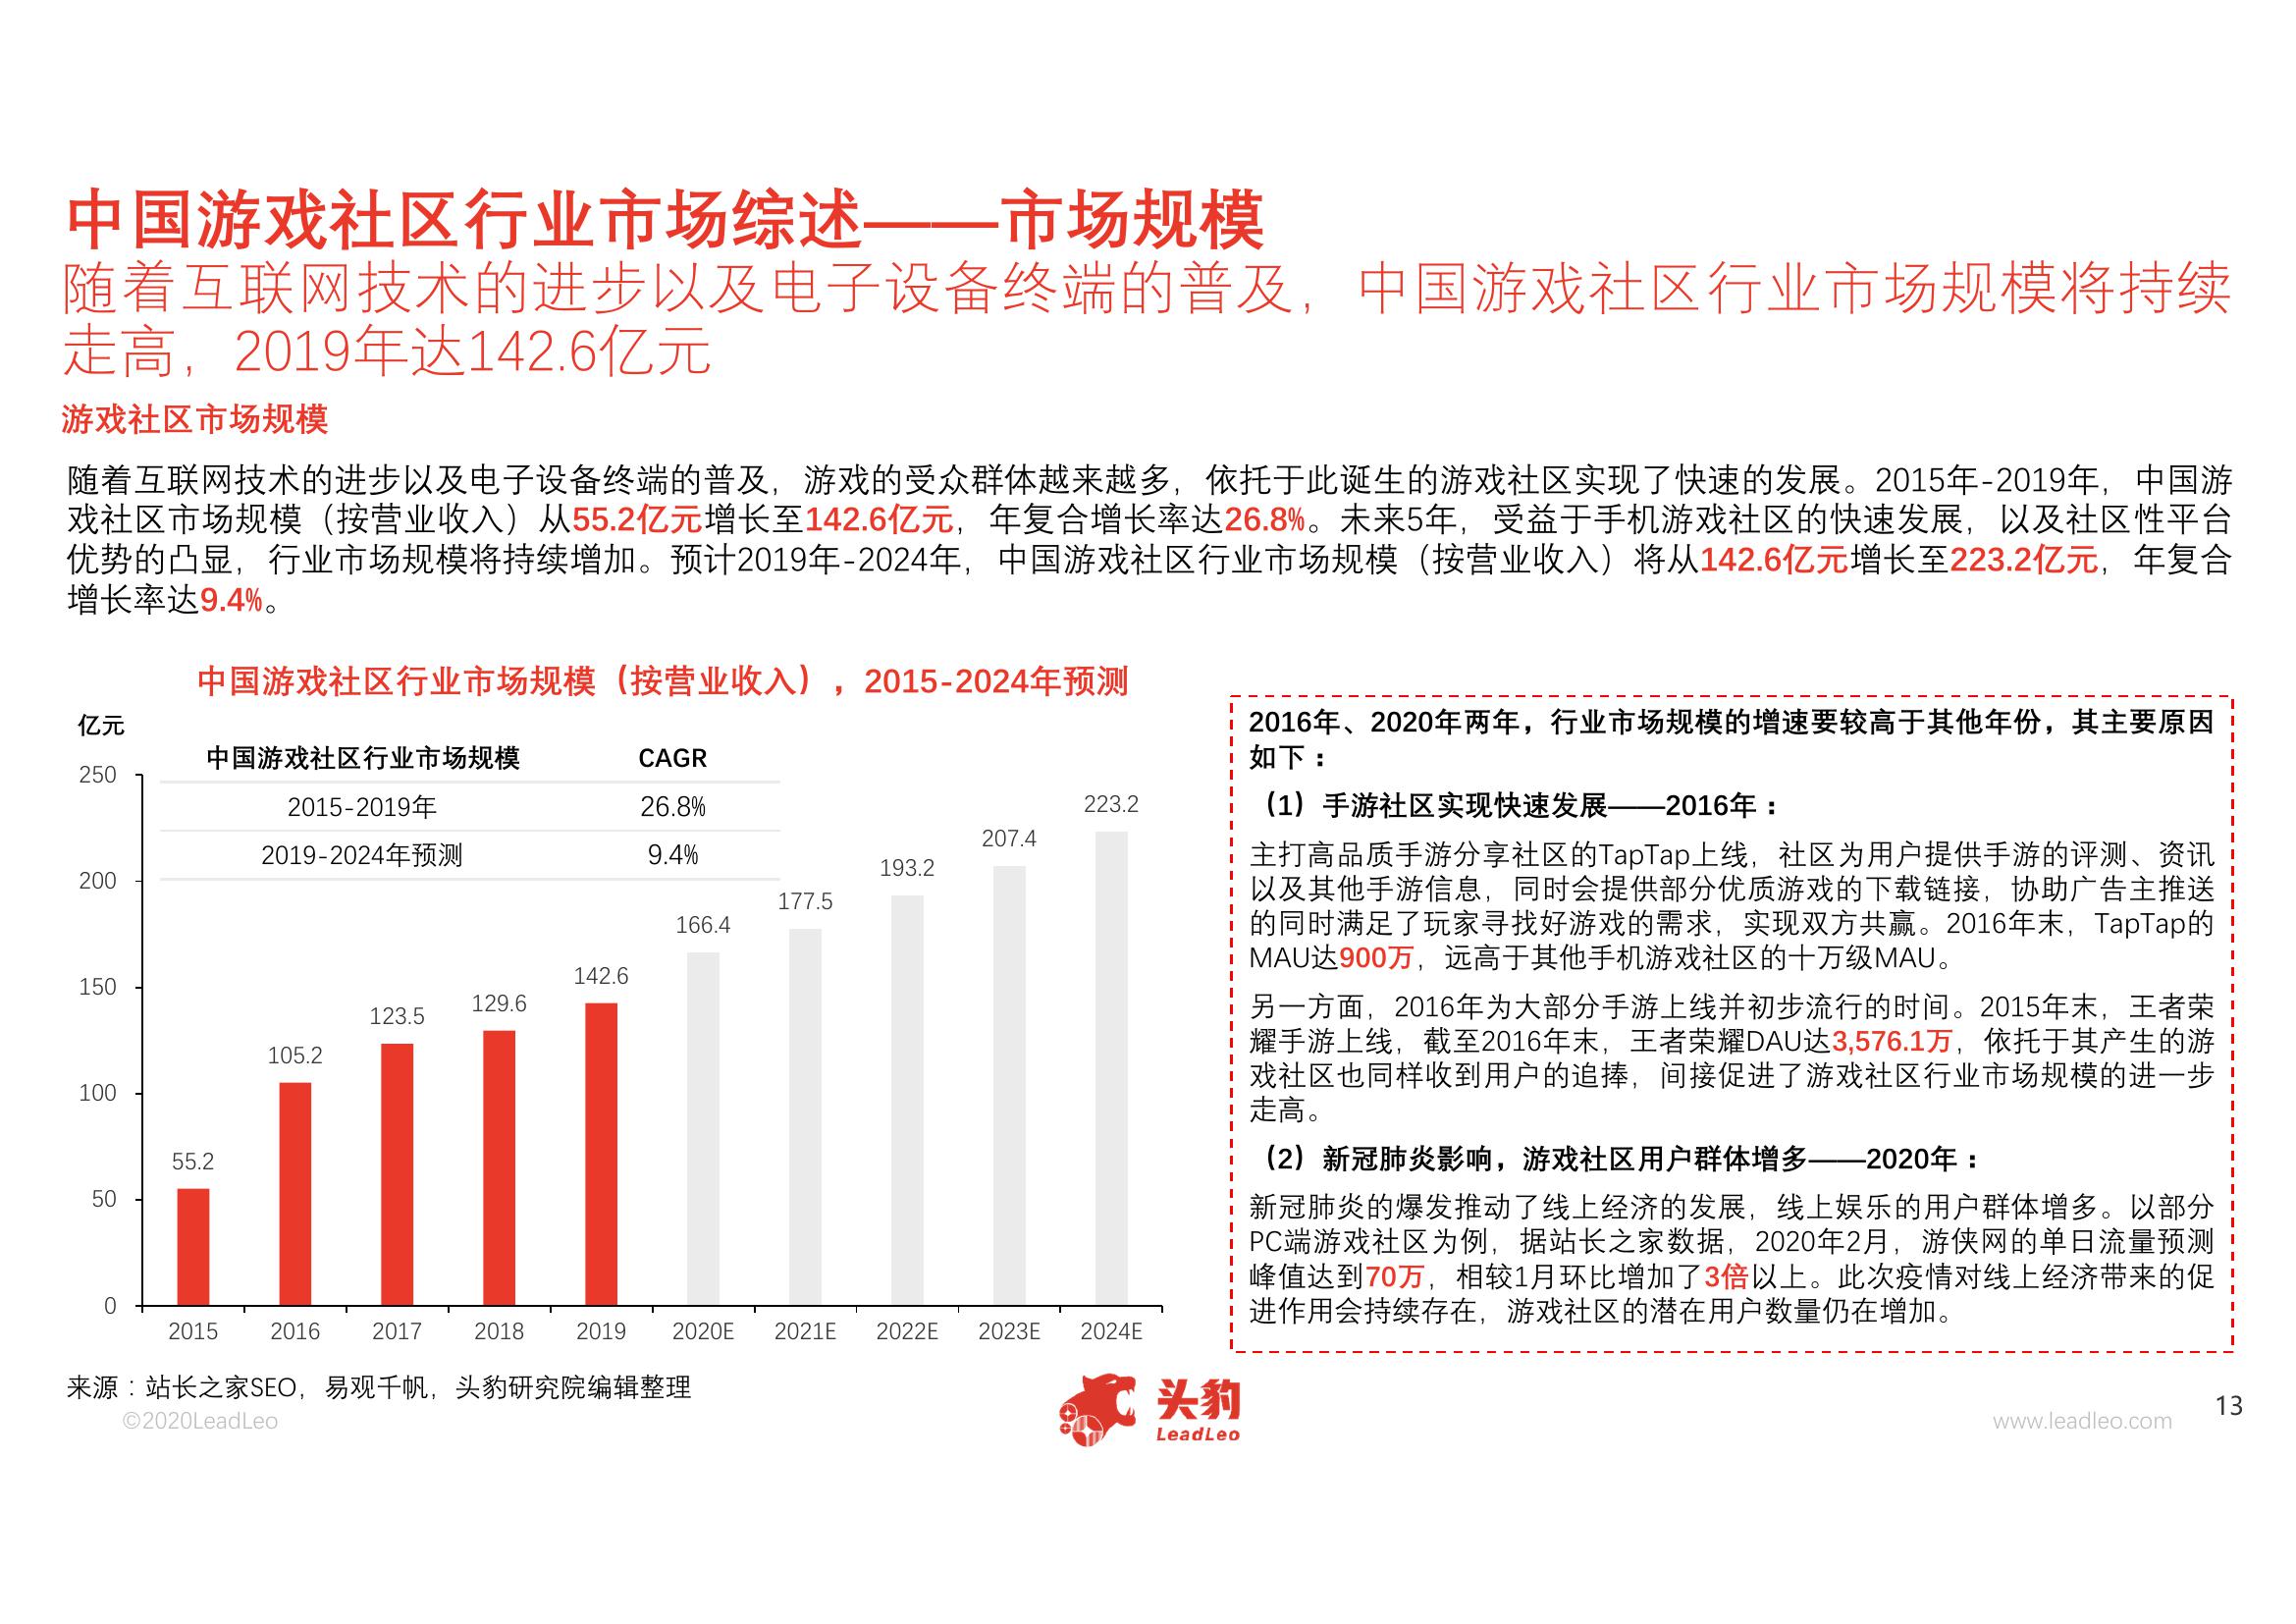 中国游戏社区行业市场综述——市场规模
随着互联网技术的进步以及电子设备终端的普及，中国游戏社区行业市场规模将持续
走高，2019年达142.6亿元
游戏社区市场规模
随着互联网技术的进步以及电子设备终端的普及，游戏的受众群体越来越多，依托于此诞生的游戏社区实现了快速的发展。2015年-2019年，中国游
戏社区市场规模（按营业收入）从55.2亿元增长至142.6亿元，年复合增长率达26.8%。未来5年，受益于手机游戏社区的快速发展，以及社区性平台
优势的凸显，行业市场规模将持续增加。预计2019年-2024年，中国游戏社区行业市场规模（按营业收入）将从142.6亿元增长至223.2亿元，年复合
增长率达9.4%。
中国游戏社区行业市场规模（按营业收入），2015-2024年预测
亿元
中国游戏社区行业市场规模 CAGR
2015-2019年 26.8%
2019-2024年预测 9.4%
250
200
150
100
50
0
55.2
105.2
123.5
129.6
142.6
166.4
177.5
193.2
207.4
223.2
2015 2016 2017 2018 2019 2020E 2021E 2022E 2023E 2024E
2016年、2020年两年，行业市场规模的增速要较高于其他年份，其主要原因
如下：
（1）手游社区实现快速发展——2016年：
主打高品质手游分享社区的TapTap上线，社区为用户提供手游的评测、资讯
以及其他手游信息，同时会提供部分优质游戏的下载链接，协助广告主推送
的同时满足了玩家寻找好游戏的需求，实现双方共赢。2016年末，TapTap的
MAU达900万，远高于其他手机游戏社区的十万级MAU。
另一方面，2016年为大部分手游上线并初步流行的时间。2015年末，王者荣
耀手游上线，截至2016年末，王者荣耀DAU达3,576.1万，依托于其产生的游
戏社区也同样收到用户的追捧，间接促进了游戏社区行业市场规模的进一步
走高。
（2）新冠肺炎影响，游戏社区用户群体增多——2020年：
新冠肺炎的爆发推动了线上经济的发展，线上娱乐的用户群体增多。以部分
PC端游戏社区为例，据站长之家数据，2020年2月，游侠网的单日流量预测
峰值达到70万，相较1月环比增加了3倍以上。此次疫情对线上经济带来的促
进作用会持续存在，游戏社区的潜在用户数量仍在增加。
来源：站长之家SEO，易观千帆，头豹研究院编辑整理
©2020LeadLeo
头豹
LeadLeo
www.leadleo.com
13